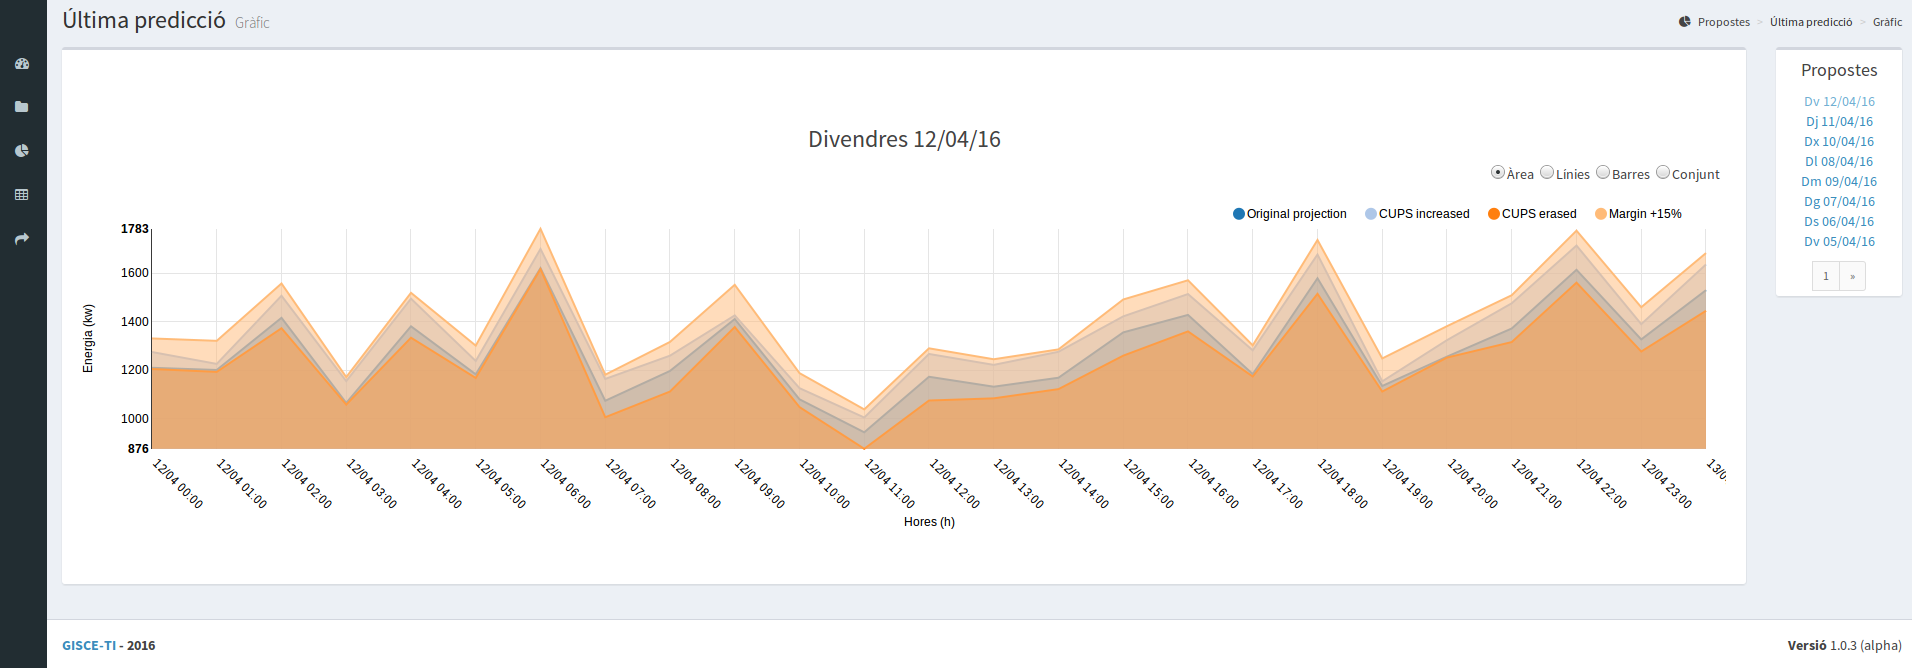 Última predicció Gràfic
Propostes > Última predicció > Gràfic
Divendres 12/04/16
Àrea Línies Barres Conjunt
Original projection CUPS increased CUPS erased Margin +15%
1783
1600
1400
1200
1000
876
Energia (kw)
12/04 00:00
12/04 01:00
12/04 02:00
12/04 03:00
12/04 04:00
12/04 05:00
12/04 06:00
12/04 07:00
12/04 08:00
12/04 09:00
12/04 10:00
12/04 11:00
12/04 12:00
12/04 13:00
12/04 14:00
12/04 15:00
12/04 16:00
12/04 17:00
12/04 18:00
12/04 19:00
12/04 20:00
12/04 21:00
12/04 22:00
12/04 23:00
Hores (h)
Propostes
Dv 12/04/16
Dj 11/04/16
Dx 10/04/16
Dl 08/04/16
Dm 09/04/16
Dg 07/04/16
Ds 06/04/16
Dv 05/04/16
1 »
GISCE-TI - 2016
Versió 1.0.3 (alpha)